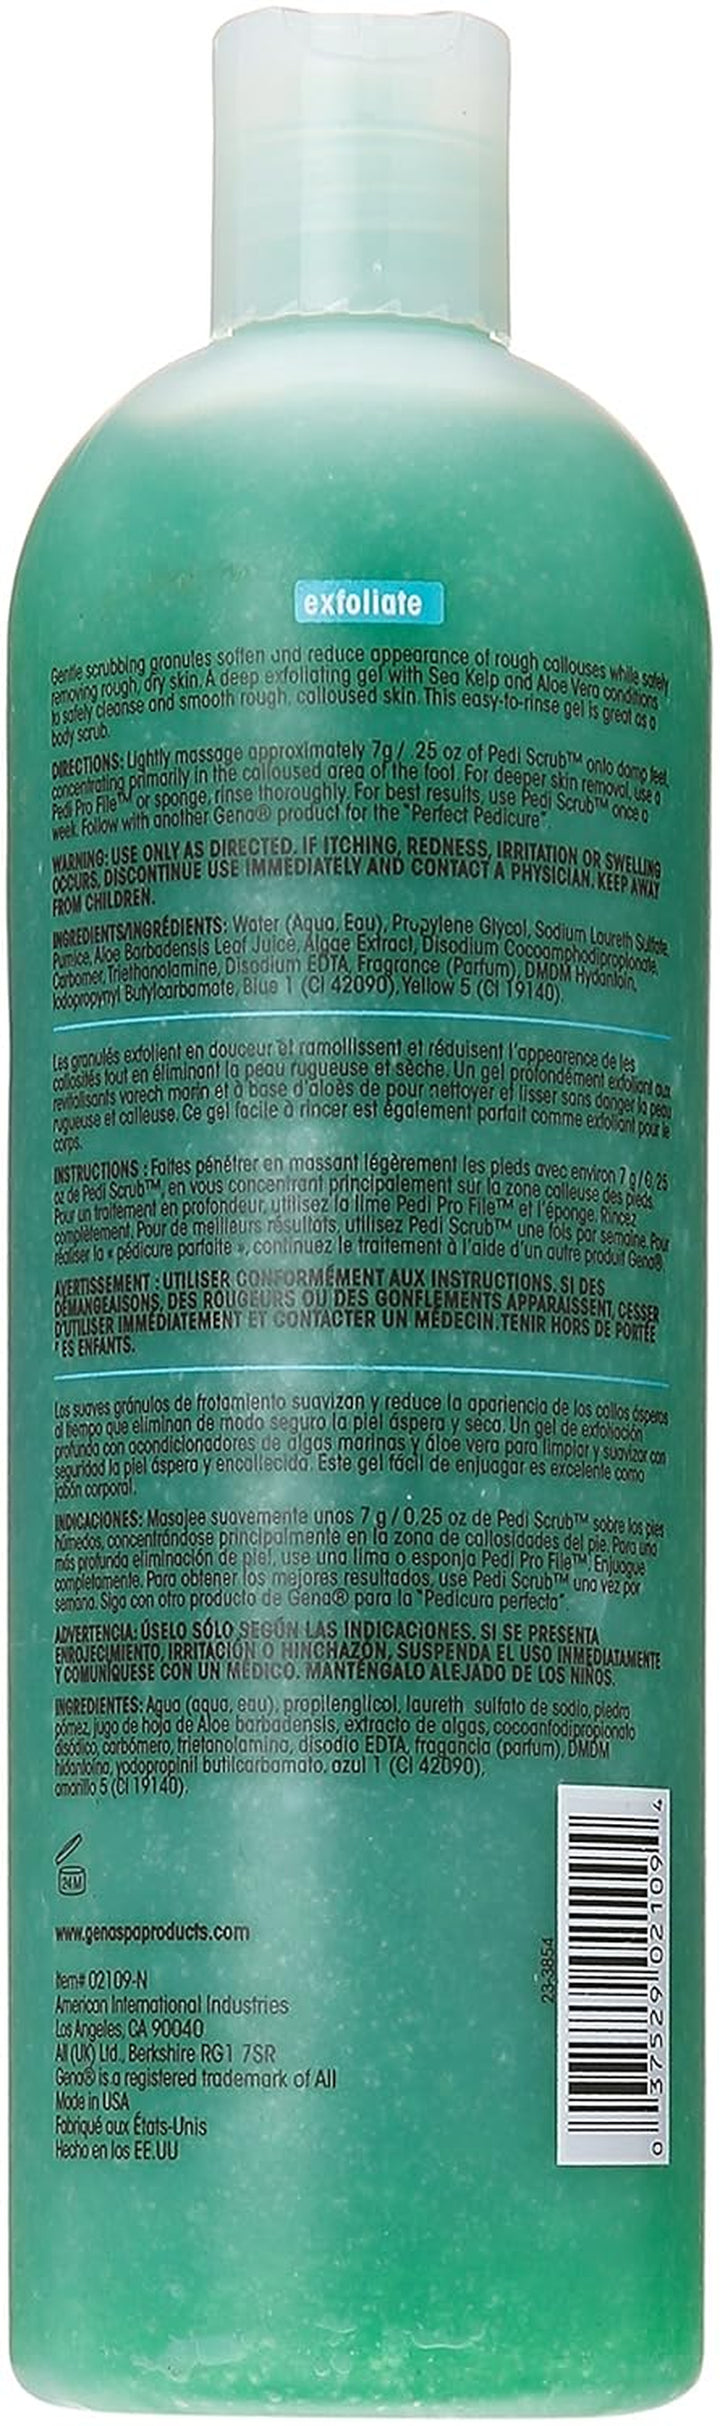 exfoliate
Gentle scrubbing granules soften and reduce appearance of rough callouses while safely
removing rough, dry skin. A deep exfoliating gel with Sea Kelp and Aloe Vera conditions
to safely cleanse and smooth rough, calloused skin. This easy-to-rinse gel is great as a
body scrub.
DIRECTIONS: Lightly massage approximately 7g / .25 oz of Pedi Scrub™ onto damp feet,
concentrating primarily in the calloused area of the foot. For deeper skin removal, use a
Pedi Pro File™ or sponge, rinse thoroughly. For best results, use Pedi Scrub™ once a
week. Follow with another Gena® product for the "Perfect Pedicure".
WARNING: USE ONLY AS DIRECTED. IF ITCHING, REDNESS, IRRITATION OR SWELLING
OCCURS, DISCONTINUE USE IMMEDIATELY AND CONTACT A PHYSICIAN. KEEP AWAY
FROM CHILDREN.
INGREDIENTS/INGRÉDIENTS: Water (Aqua, Eau), Propylene Glycol, Sodium Laureth Sulfate,
Pumice, Aloe Barbadensis Leaf Juice, Algae Extract, Disodium Cocoamphodipropionate,
Carbomer, Triethanolamine, Disodium EDTA, Fragrance (Parfum), DMDM Hydantoin,
Iodopropynyl Butylcarbamate, Blue 1 (CI 42090), Yellow 5 (CI 19140).
Les granulés exfolient en douceur et ramollissent et réduisent l'appearence de les
callosités tout en éliminant la peau rugueuse et sèche. Un gel profondément exfoliant aux
revitalisants varech marin et à base d'aloès de pour nettoyer et lisser sans danger la peau
rugueuse et calleuse. Ce gel facile à rincer est également parfait comme exfoliant pour le
corps.
INSTRUCTIONS : Faites pénétrer en massant légèrement les pieds avec environ 7 g / 0,25
oz de Pedi Scrub™, en vous concentrant principalement sur la zone calleuse des pieds.
Pour un traitement en profondeur, utilisez la lime Pedi Pro File™ et l'éponge. Rincez
complètement. Pour de meilleurs résultats, utilisez Pedi Scrub™ une fois par semaine. Pour
réaliser la « pédicure parfaite », continuez le traitement à l'aide d'un autre produit Gena®.
AVERTISSEMENT : UTILISER CONFORMÉMENT AUX INSTRUCTIONS. SI DES
DÉMANGEAISONS, DES ROUGEURS OU DES GONFLEMENTS APPARAISSENT, CESSER
D'UTILISER IMMÉDIATEMENT ET CONTACTER UN MÉDECIN. TENIR HORS DE PORTÉE
ES ENFANTS.
Los suaves gránulos de frotamiento suavizan y reduce la apariencia de los callos ásperos
al tiempo que eliminan de modo seguro la piel áspera y seca. Un gel de exfoliación
profunda con acondicionadores de algas marinas y áloe vera para limpiar y suavizar con
seguridad la piel áspera y encallecida. Este gel fácil de enjuagar es excelente como
jabón corporal.
INDICACIONES: Masajee suavemente unos 7 g / 0,25 oz de Pedi Scrub™ sobre los pies
húmedos, concentrándose principalmente en la zona de callosidades del pie. Para una
más profunda eliminación de piel, use una lima o esponja Pedi Pro File™. Enjuague
completamente. Para obtener los mejores resultados, use Pedi Scrub™ una vez por
semana. Siga con otro producto de Gena® para la "Pedicura perfecta".
ADVERTENCIA: ÚSELO SÓLO SEGÚN LAS INDICACIONES. SI SE PRESENTA
ENROJECIMIENTO, IRRITACIÓN O HINCHAZÓN, SUSPENDA EL USO INMEDIATAMENTE
Y COMUNÍQUESE CON UN MÉDICO. MANTÉNGALO ALEJADO DE LOS NIÑOS.
INGREDIENTES: Agua (aqua, eau), propilenglicol, laureth sulfato de sodio, piedra
pómez, jugo de hoja de Aloe barbadensis, extracto de algas, cocoanfodipropionato
disódico, carbómero, trietanolamina, disodio EDTA, fragancia (parfum), DMDM
hidantoína, yodopropinil butilcarbamato, azul 1 (CI 42090),
amarillo 5 (CI 19140).
24M
www.genaspaproducts.com
Item# 02109-N
American International Industries
Los Angeles, CA 90040
AII (UK) Ltd., Berkshire RG1 7SR
Gena® is a registered trademark of AII
Made in USA
Fabriqué aux États-Unis
Hecho en los EE.UU
23-3854
0 37529 02109 4